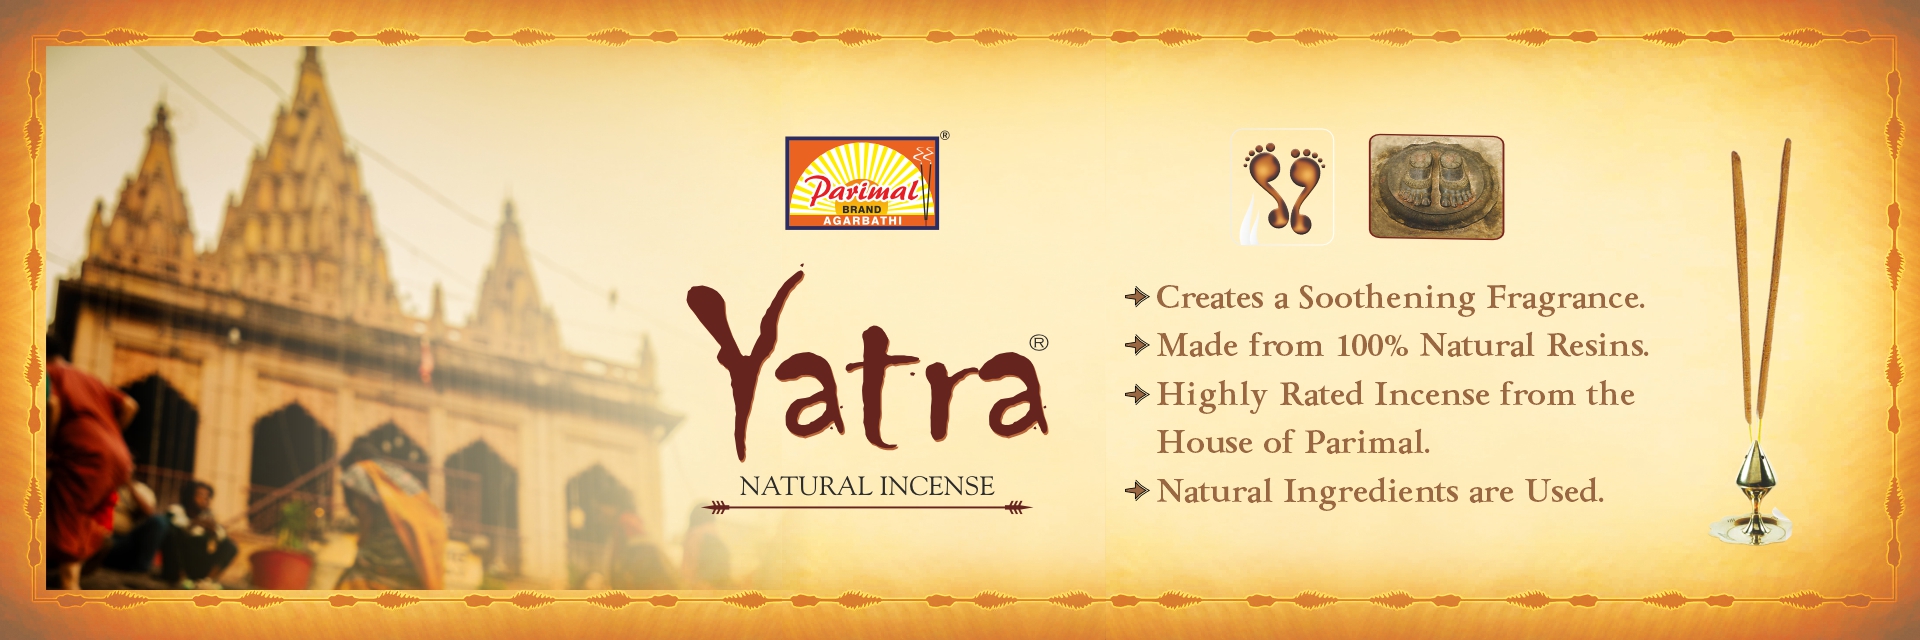 Parimal
BRAND
AGARBATHI
®
Yatra®
NATURAL INCENSE
Creates a Soothening Fragrance.
Made from 100% Natural Resins.
Highly Rated Incense from the
House of Parimal.
Natural Ingredients are Used.